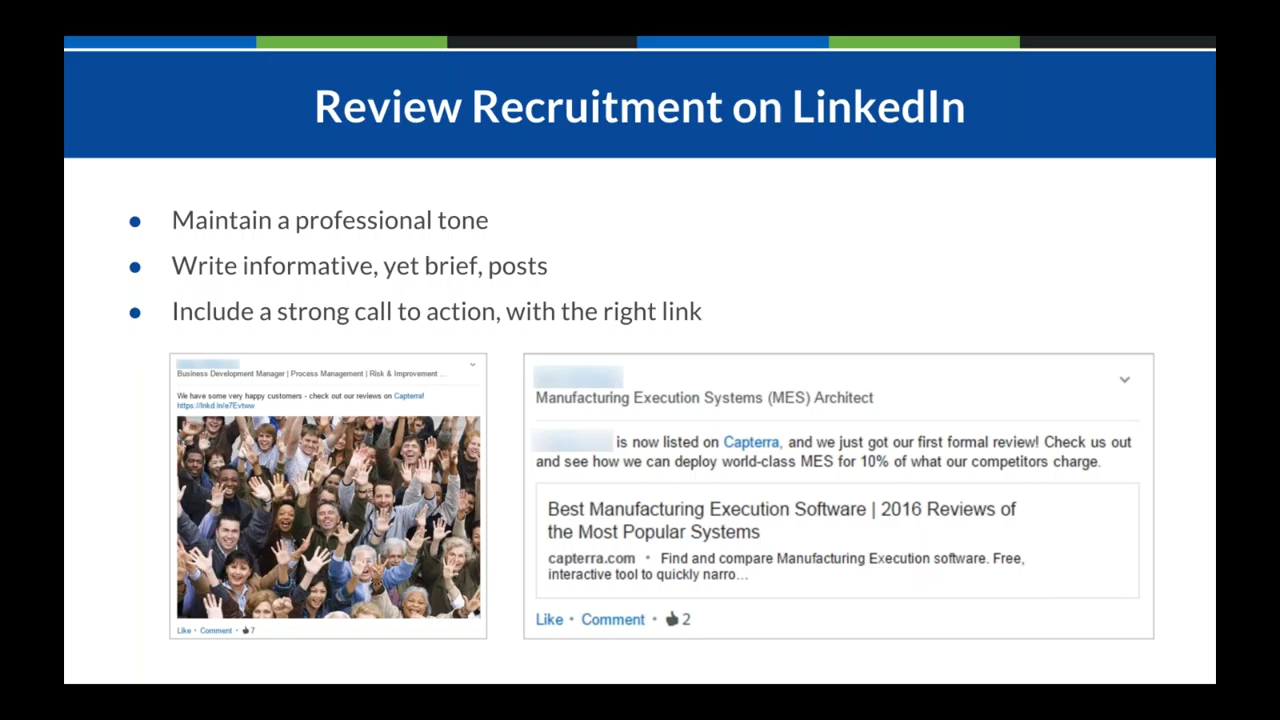 Review Recruitment on LinkedIn
● Maintain a professional tone
● Write informative, yet brief, posts
● Include a strong call to action, with the right link
Business Development Manager | Process Management | Risk & Improvement ...
We have some very happy customers - check out our reviews on Capterra!
https://lnkd.in/e7Evtww
Like • Comment • 7
Manufacturing Execution Systems (MES) Architect
is now listed on Capterra, and we just got our first formal review! Check us out
and see how we can deploy world-class MES for 10% of what our competitors charge.
Best Manufacturing Execution Software | 2016 Reviews of
the Most Popular Systems
capterra.com • Find and compare Manufacturing Execution software. Free,
interactive tool to quickly narro...
Like • Comment • 2